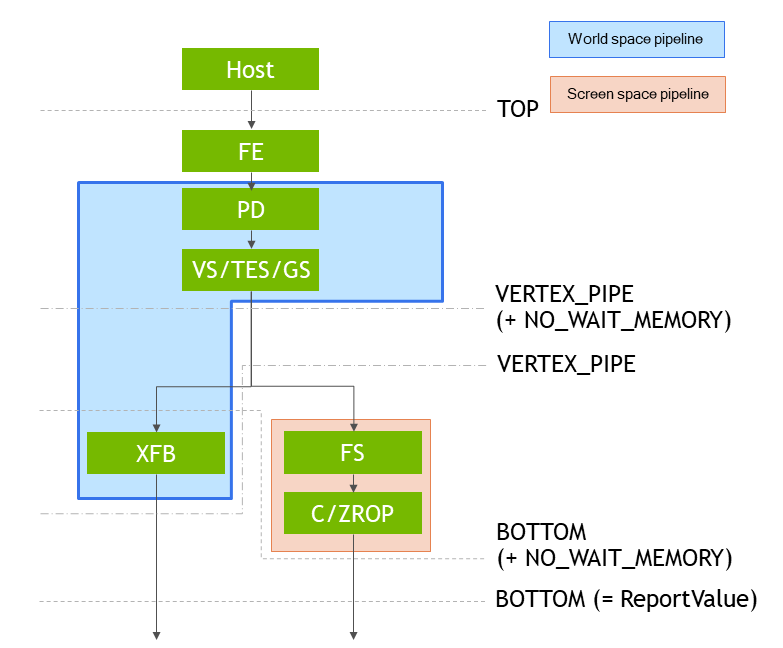 World space pipeline
Host
Screen space pipeline
TOP
FE
PD
VS/TES/GS
VERTEX_PIPE
(+ NO_WAIT_MEMORY)
VERTEX_PIPE
XFB
FS
C/ZROP
BOTTOM
(+ NO_WAIT_MEMORY)
BOTTOM (= ReportValue)